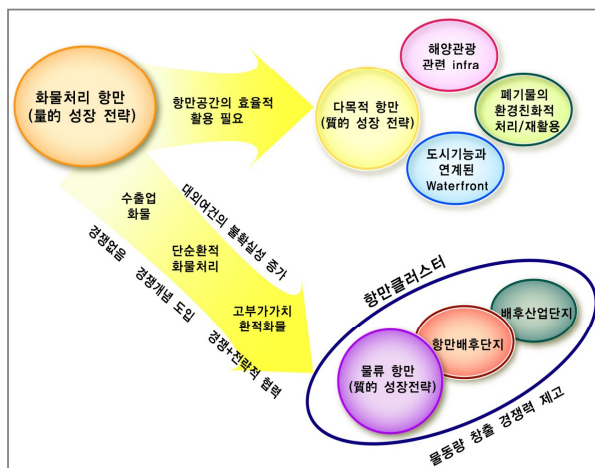 화물처리 항만
(量的 성장 전략)
항만공간의 효율적
활용 필요
다목적 항만
(質的 성장 전략)
해양관광
관련 infra
폐기물의
환경친화적
처리/재활용
도시기능과
연계된
Waterfront
수출업
화물
단순환적
화물처리
고부가가치
환적화물
대외여건의 불확실성 증가
경쟁없음
경쟁개념 도입
경쟁+전략적 협력
항만클러스터
물류 항만
(質的 성장전략)
항만배후단지
배후산업단지
물동량 창출 경쟁력 제고